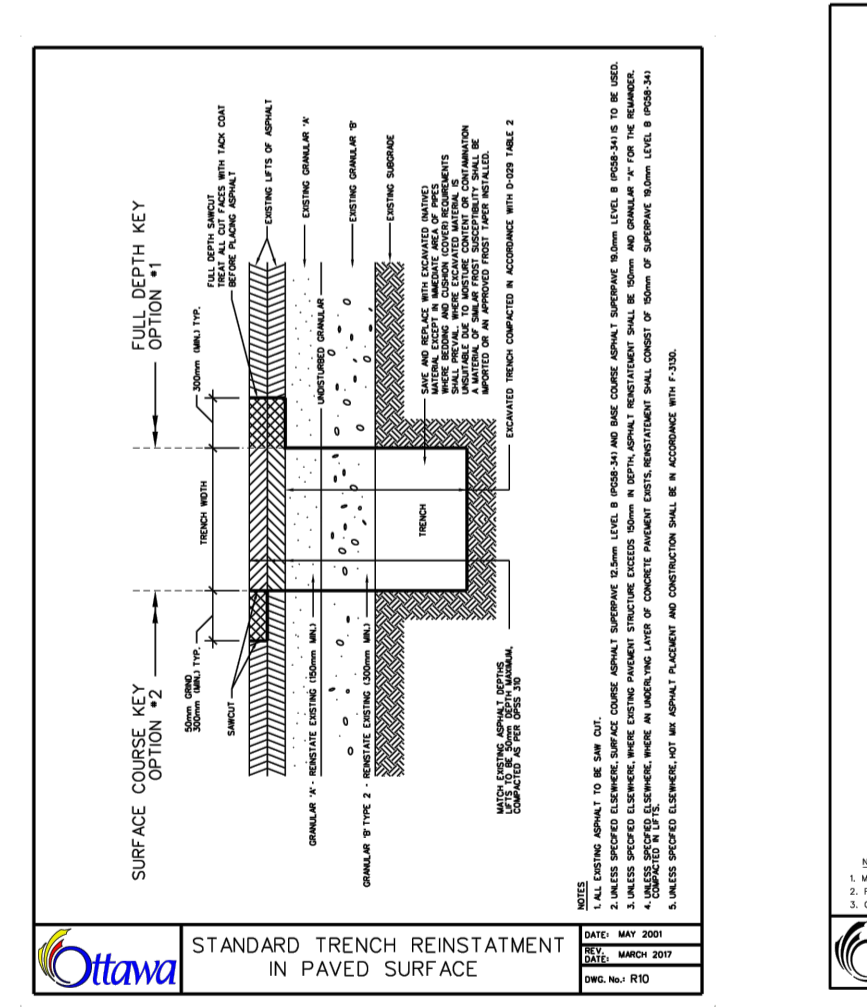 SURFACE COURSE KEY
OPTION #2
FULL DEPTH KEY
OPTION #1
50mm GRIND
300mm (MIN.) TYP.
SAWCUT
TRENCH WIDTH
300mm (MIN.) TYP.
FULL DEPTH SAWCUT
TREAT ALL CUT FACES WITH TACK COAT
BEFORE PLACING ASPHALT
EXISTING LIFTS OF ASPHALT
EXISTING GRANULAR 'A'
UNDISTURBED GRANULAR
EXISTING GRANULAR 'B'
EXISTING SUBGRADE
GRANULAR 'A' - REINSTATE EXISTING (150mm MIN.)
GRANULAR 'B' TYPE 2 - REINSTATE EXISTING (300mm MIN.)
TRENCH
SAVE AND REPLACE WITH EXCAVATED (NATIVE)
MATERIAL EXCEPT IN IMMEDIATE AREA OF PIPES
WHERE BEDDING AND CUSHION (COVER) REQUIREMENTS
SHALL PREVAIL. WHERE EXCAVATED MATERIAL IS
UNSUITABLE DUE TO MOISTURE CONTENT OR CONTAMINATION
A MATERIAL OF SIMILAR FROST SUSCEPTIBILITY SHALL BE
IMPORTED OR AN APPROVED FROST TAPER INSTALLED.
MATCH EXISTING ASPHALT DEPTHS
LIFTS TO BE 50mm DEPTH MAXIMUM,
COMPACTED AS PER OPSS 310
EXCAVATED TRENCH COMPACTED IN ACCORDANCE WITH D-029 TABLE 2
NOTES
1. ALL EXISTING ASPHALT TO BE SAW CUT.
2. UNLESS SPECIFIED ELSEWHERE, SURFACE COURSE ASPHALT SUPERPAVE 12.5mm LEVEL B (PG58-34) AND BASE COURSE ASPHALT SUPERPAVE 19.0mm LEVEL B (PG58-34) IS TO BE USED.
3. UNLESS SPECIFIED ELSEWHERE, WHERE EXISTING PAVEMENT STRUCTURE EXCEEDS 150mm IN DEPTH, ASPHALT REINSTATEMENT SHALL BE 150mm AND GRANULAR "A" FOR THE REMAINDER.
4. UNLESS SPECIFIED ELSEWHERE, WHERE AN UNDERLYING LAYER OF CONCRETE PAVEMENT EXISTS, REINSTATEMENT SHALL CONSIST OF 150mm OF SUPERPAVE 19.0mm LEVEL B (PG58-34)
COMPACTED IN LIFTS.
5. UNLESS SPECIFIED ELSEWHERE, HOT MIX ASPHALT PLACEMENT AND CONSTRUCTION SHALL BE IN ACCORDANCE WITH F-3130.
Ottawa
STANDARD TRENCH REINSTATMENT
IN PAVED SURFACE
DATE: MAY 2001
REV. DATE: MARCH 2017
DWG. No.: R10
1.
2.
3.